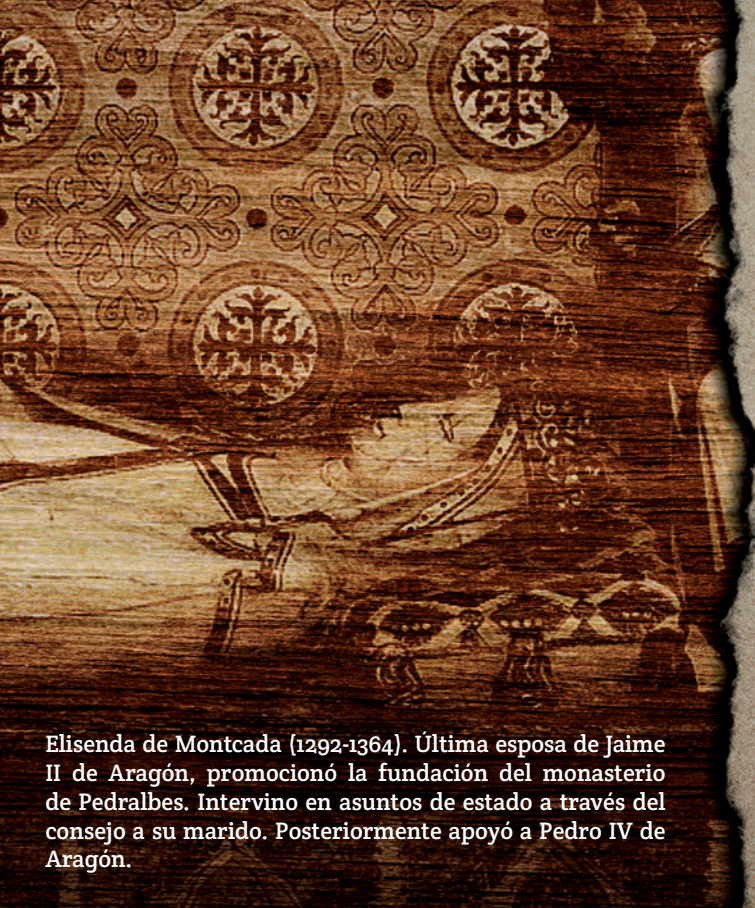 Elisenda de Montcada (1292-1364). Última esposa de Jaime
II de Aragón, promocionó la fundación del monasterio
de Pedralbes. Intervino en asuntos de estado a través del
consejo a su marido. Posteriormente apoyó a Pedro IV de
Aragón.